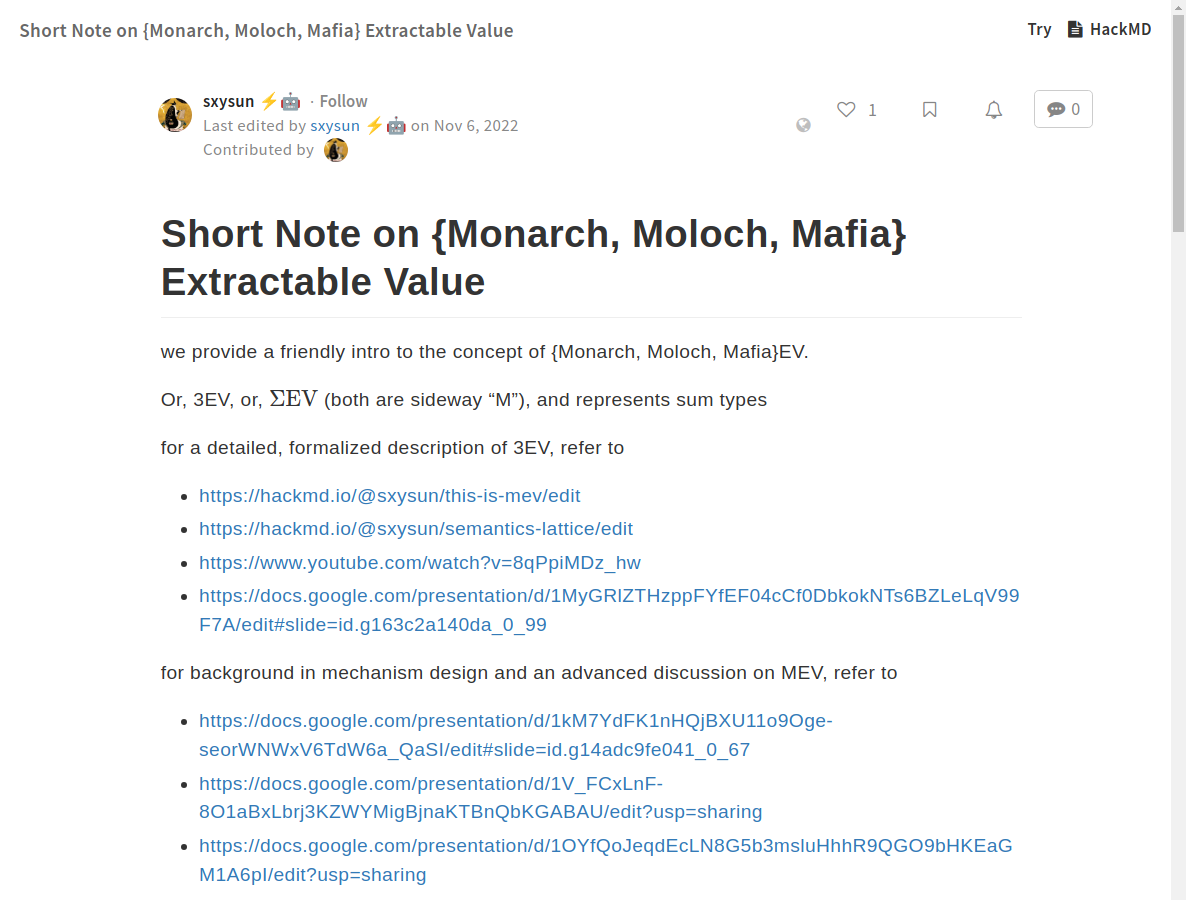 Short Note on {Monarch, Moloch, Mafia} Extractable Value
Try HackMD
sxysun ⚡🤖 · Follow
1
0
Last edited by sxysun ⚡🤖 on Nov 6, 2022
Contributed by
Short Note on {Monarch, Moloch, Mafia}
Extractable Value
we provide a friendly intro to the concept of {Monarch, Moloch, Mafia}EV.
Or, 3EV, or, ΣEV (both are sideway “M”), and represents sum types
for a detailed, formalized description of 3EV, refer to
https://hackmd.io/@sxysun/this-is-mev/edit
https://hackmd.io/@sxysun/semantics-lattice/edit
https://www.youtube.com/watch?v=8qPpiMDz_hw
https://docs.google.com/presentation/d/1MyGRlZTHzppFYfEF04cCf0DbkokNTs6BZLeLqV99
F7A/edit#slide=id.g163c2a140da_0_99
for background in mechanism design and an advanced discussion on MEV, refer to
https://docs.google.com/presentation/d/1kM7YdFK1nHQjBXU11o9Oge-
seorWNWxV6TdW6a_QaSI/edit#slide=id.g14adc9fe041_0_67
https://docs.google.com/presentation/d/1V_FCxLnF-
8O1aBxLbrj3KZWYMigBjnaKTBnQbKGABAU/edit?usp=sharing
https://docs.google.com/presentation/d/1OYfQoJeqdEcLN8G5b3msluHhhR9QGO9bHKEaG
M1A6pI/edit?usp=sharing